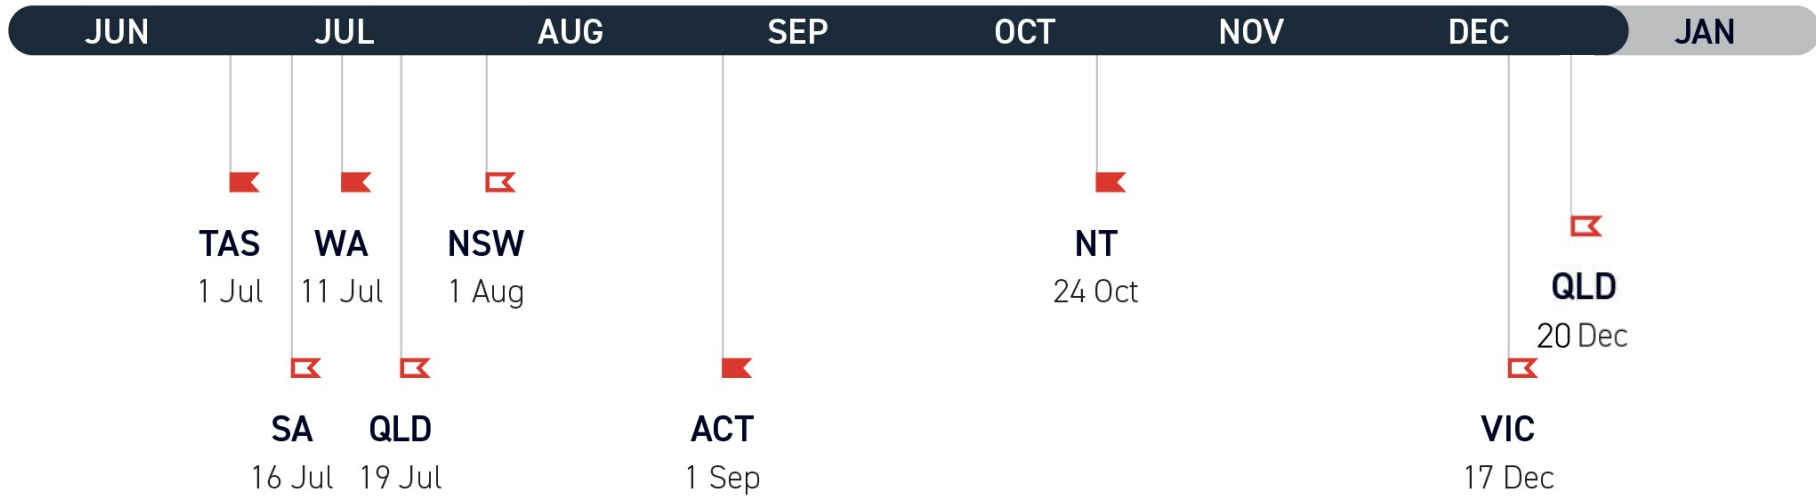 JUN JUL AUG SEP OCT NOV DEC JAN
TAS WA NSW NT
1 Jul 11 Jul 1 Aug 24 Oct
QLD
20 Dec
SA QLD ACT VIC
16 Jul 19 Jul 1 Sep 17 Dec